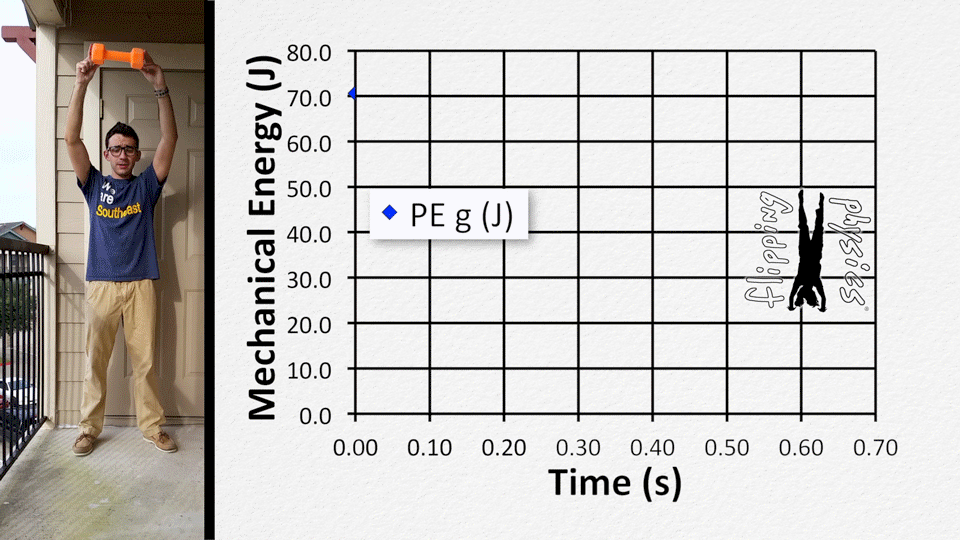 We
are
Southeast
Mechanical Energy (J)
80.0
70.0
60.0
50.0
40.0
30.0
20.0
10.0
0.0
PE g (J)
flipping
physics
0.00 0.10 0.20 0.30 0.40 0.50 0.60 0.70
Time (s)